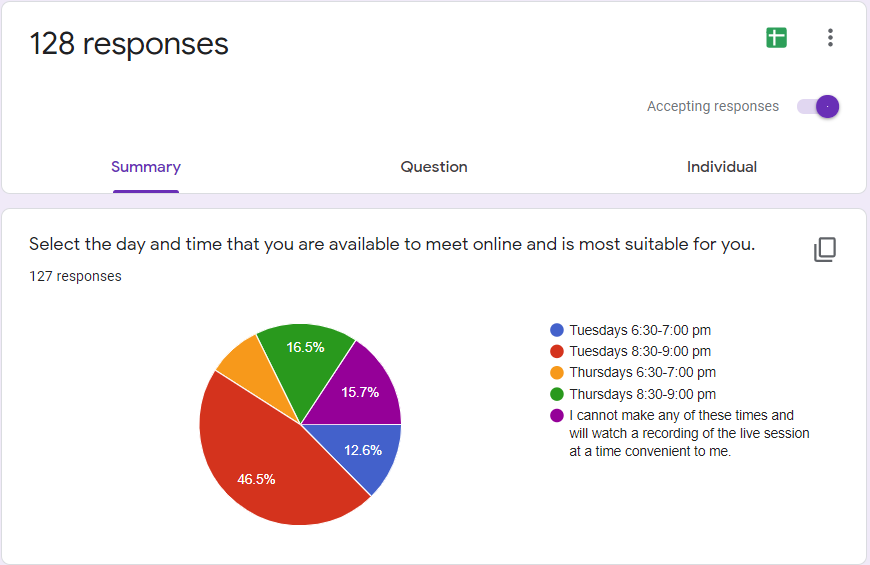 128 responses
Accepting responses
Summary
Question
Individual
Select the day and time that you are available to meet online and is most suitable for you.
127 responses
16.5%
15.7%
12.6%
46.5%
Tuesdays 6:30-7:00 pm
Tuesdays 8:30-9:00 pm
Thursdays 6:30-7:00 pm
Thursdays 8:30-9:00 pm
I cannot make any of these times and
will watch a recording of the live session
at a time convenient to me.